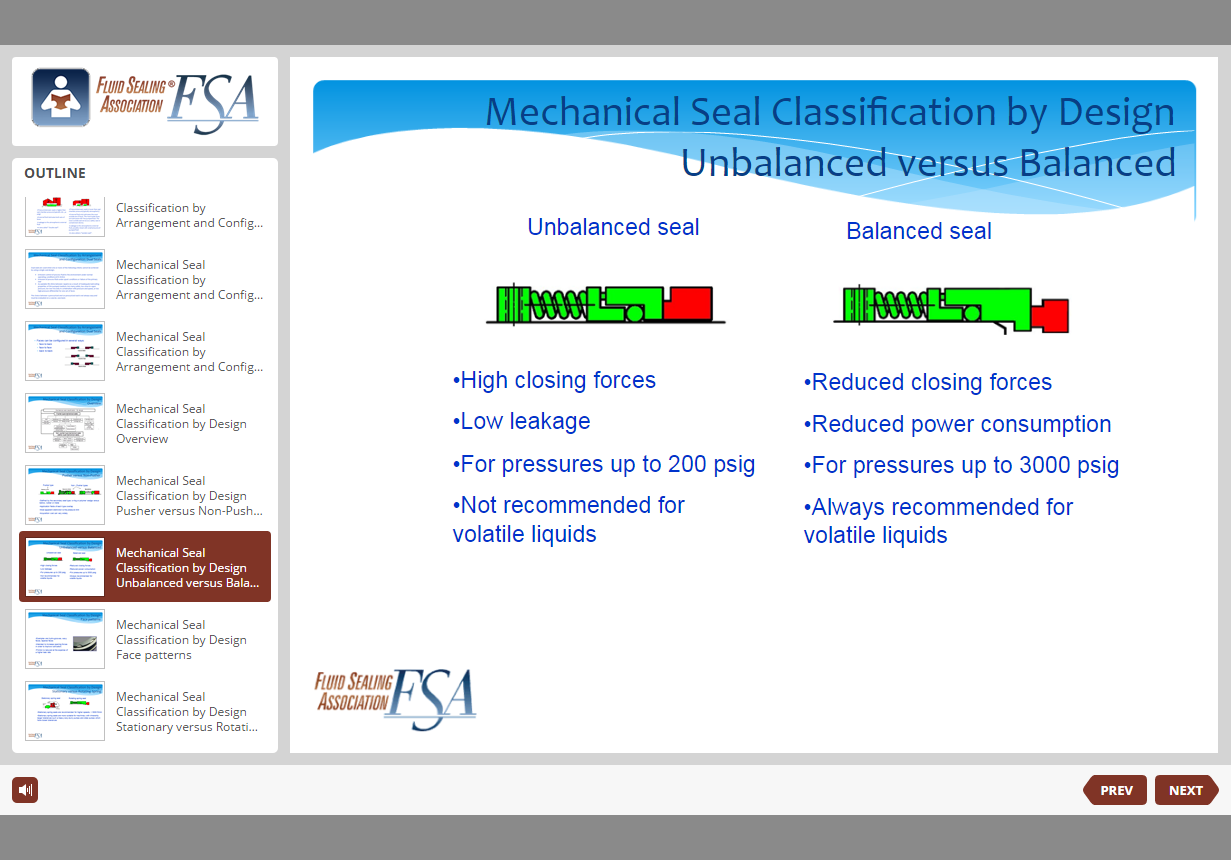 FLUID SEALING®
ASSOCIATION
FSA
OUTLINE
Classification by
Arrangement and Config...
Mechanical Seal
Classification by
Arrangement and Config...
Mechanical Seal
Classification by
Arrangement and Config...
Mechanical Seal
Classification by Design
Overview
Mechanical Seal
Classification by Design
Pusher versus Non-Push...
Mechanical Seal
Classification by Design
Unbalanced versus Bala...
Mechanical Seal
Classification by Design
Face patterns
Mechanical Seal
Classification by Design
Stationary versus Rotati...
Mechanical Seal Classification by Design
Unbalanced versus Balanced
Unbalanced seal
•High closing forces
•Low leakage
•For pressures up to 200 psig
•Not recommended for
volatile liquids
Balanced seal
•Reduced closing forces
•Reduced power consumption
•For pressures up to 3000 psig
•Always recommended for
volatile liquids
FLUID SEALING
ASSOCIATION
FSA
PREV
NEXT